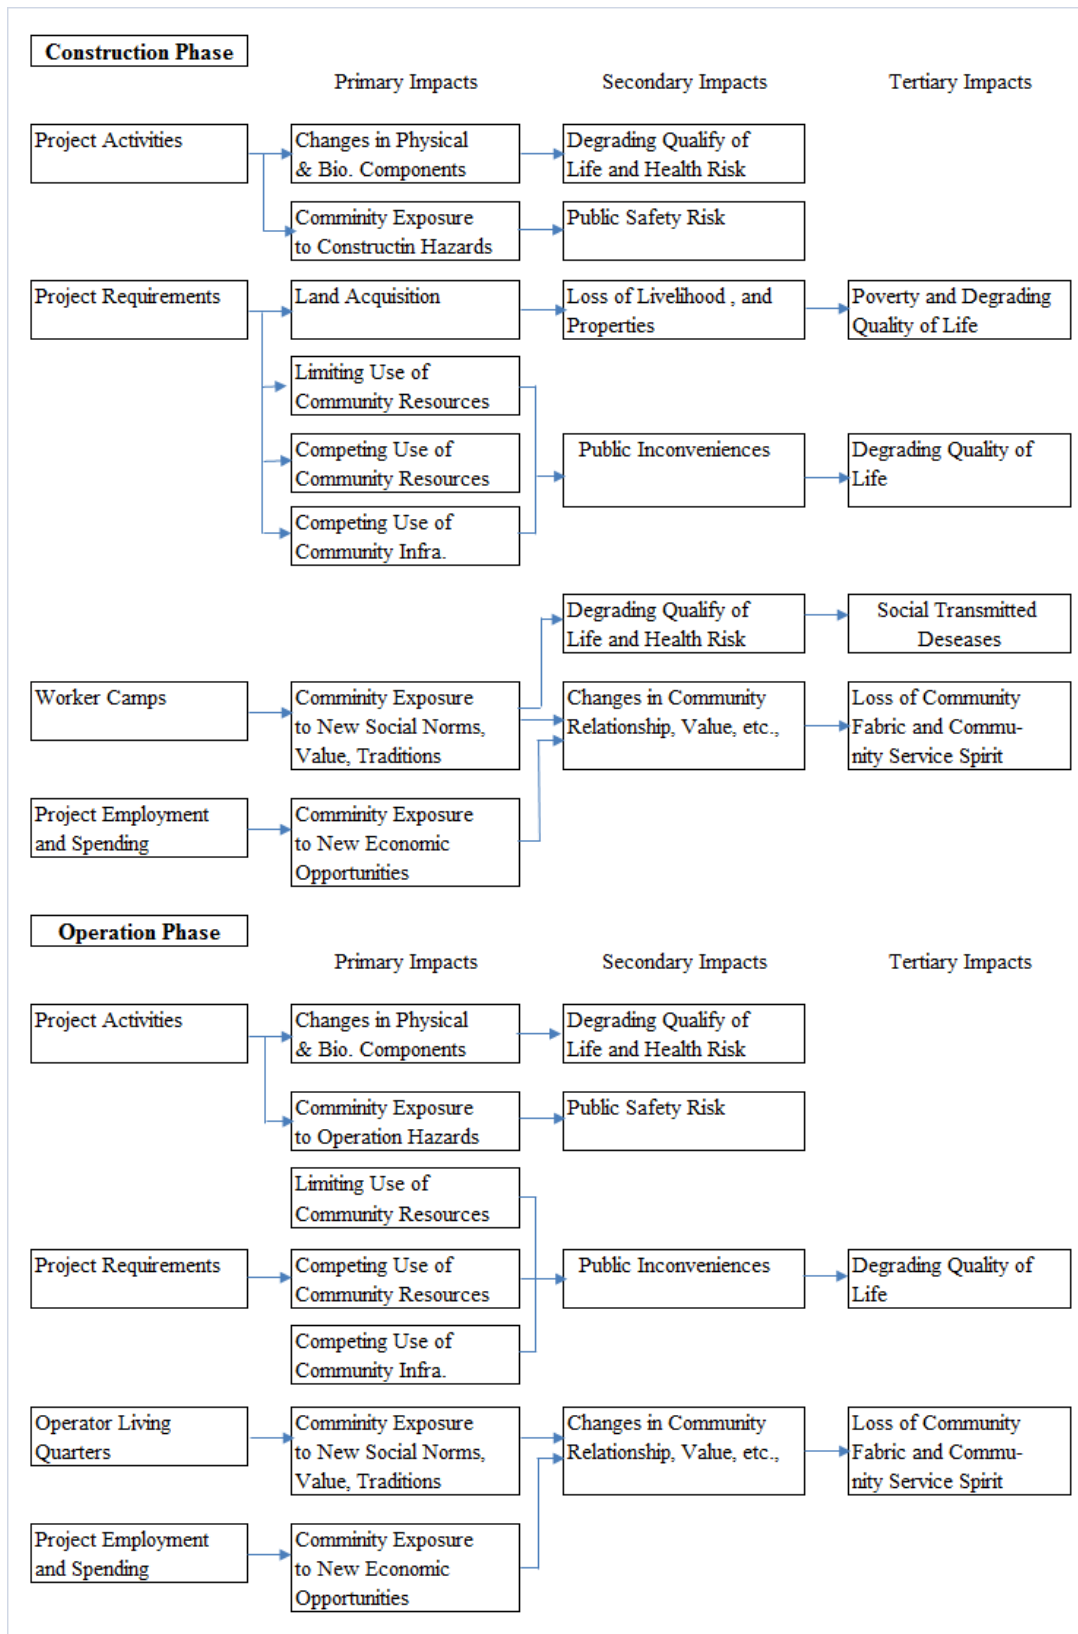 Construction Phase
Primary Impacts
Secondary Impacts
Tertiary Impacts
Project Activities
Changes in Physical
& Bio. Components
Degrading Qualify of
Life and Health Risk
Comminity Exposure
to Constructin Hazards
Public Safety Risk
Project Requirements
Land Acquisition
Loss of Livelihood , and
Properties
Poverty and Degrading
Quality of Life
Limiting Use of
Community Resources
Competing Use of
Community Resources
Public Inconveniences
Degrading Quality of
Life
Competing Use of
Community Infra.
Degrading Qualify of
Life and Health Risk
Social Transmitted
Deseases
Worker Camps
Comminity Exposure
to New Social Norms,
Value, Traditions
Changes in Community
Relationship, Value, etc.,
Loss of Community
Fabric and Commu-
nity Service Spirit
Project Employment
and Spending
Comminity Exposure
to New Economic
Opportunities
Operation Phase
Primary Impacts
Secondary Impacts
Tertiary Impacts
Project Activities
Changes in Physical
& Bio. Components
Degrading Qualify of
Life and Health Risk
Comminity Exposure
to Operation Hazards
Public Safety Risk
Limiting Use of
Community Resources
Project Requirements
Competing Use of
Community Resources
Public Inconveniences
Degrading Quality of
Life
Competing Use of
Community Infra.
Operator Living
Quarters
Comminity Exposure
to New Social Norms,
Value, Traditions
Changes in Community
Relationship, Value, etc.,
Loss of Community
Fabric and Commu-
nity Service Spirit
Project Employment
and Spending
Comminity Exposure
to New Economic
Opportunities